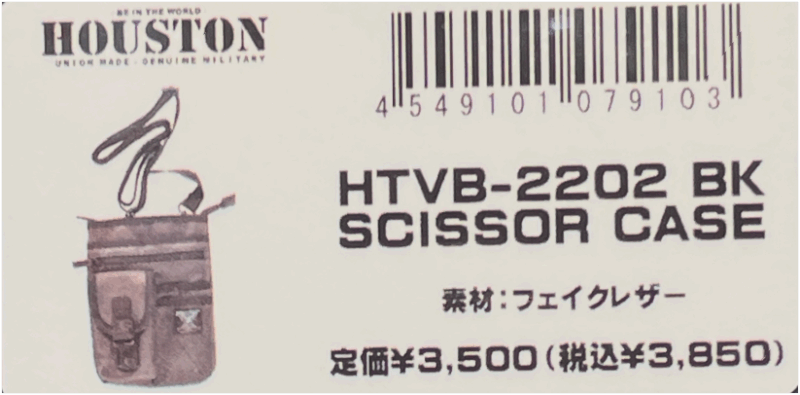 BE IN THE WORLD
HOUSTON
UNION MADE · GENUINE MILITARY
4 549101 079103
HTVB-2202 BK
SCISSOR CASE
素材：フェイクレザー
定価¥3,500（税込¥3,850）